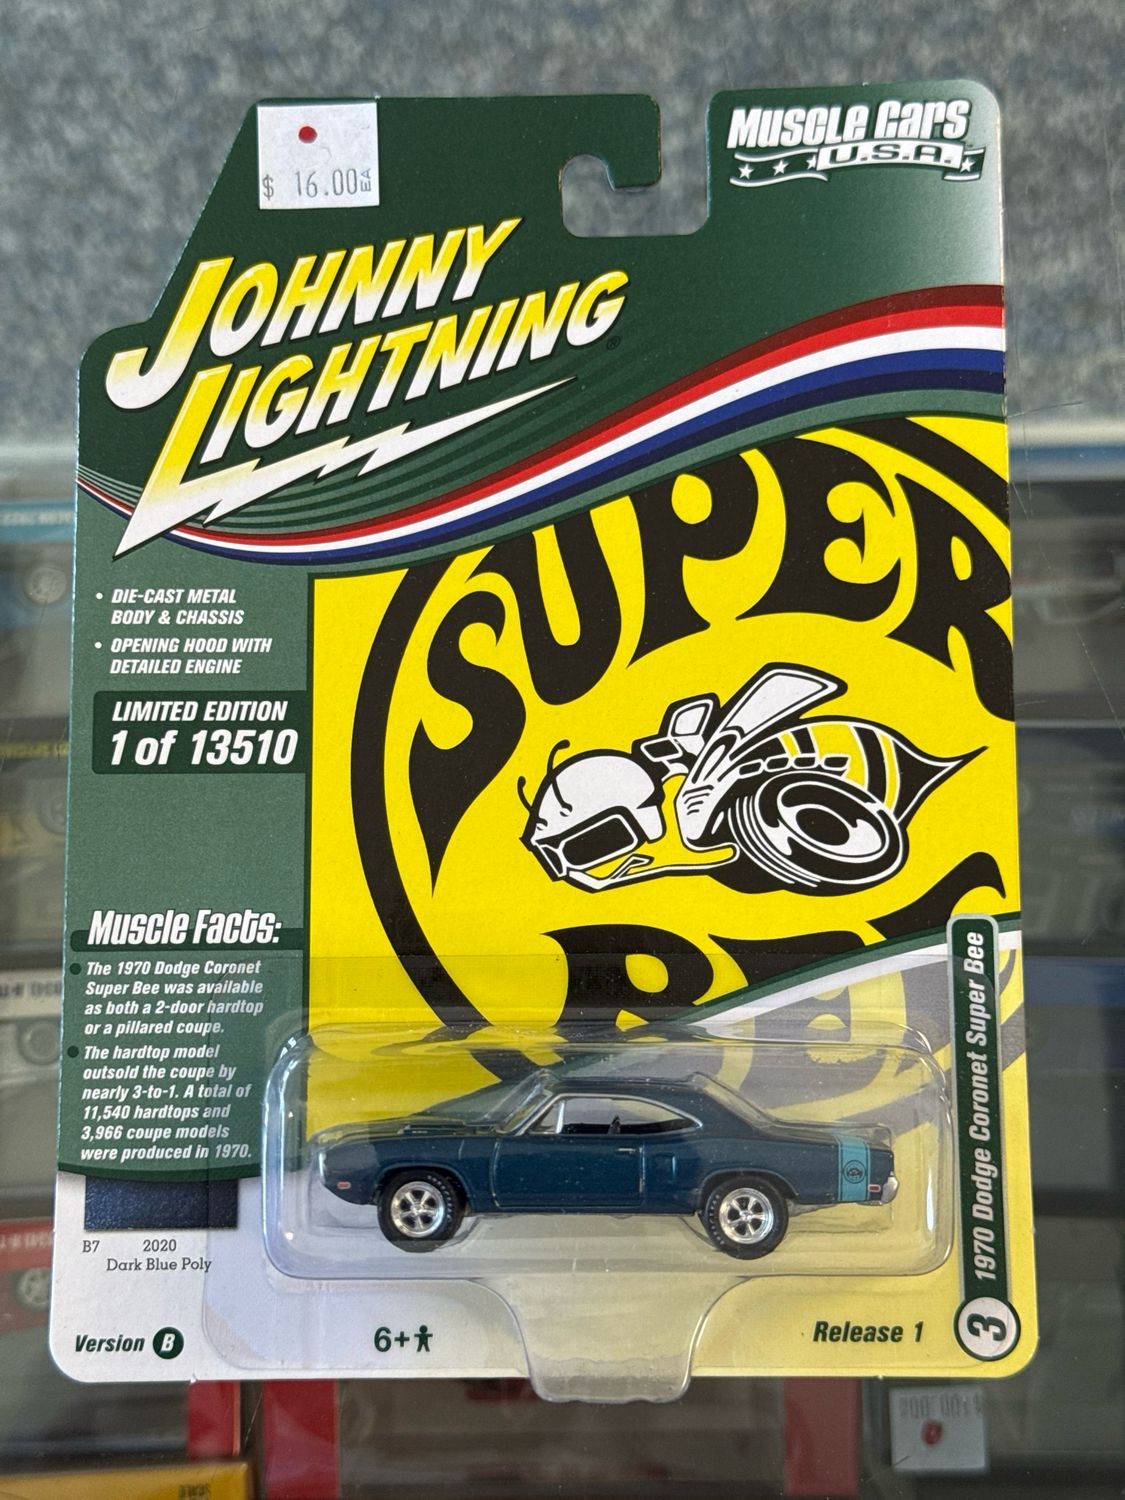 $ 16.00 EA
Muscle Cars
U.S.A.
JOHNNY
LIGHTNING®
• DIE-CAST METAL
BODY & CHASSIS
• OPENING HOOD WITH
DETAILED ENGINE
LIMITED EDITION
1 of 13510
SUPER
BEE
Muscle Facts:
• The 1970 Dodge Coronet
Super Bee was available
as both a 2-door hardtop
or a pillared coupe.
• The hardtop model
outsold the coupe by
nearly 3-to-1. A total of
11,540 hardtops and
3,966 coupe models
were produced in 1970.
B7 2020
Dark Blue Poly
Version B
6+
Release 1
3 1970 Dodge Coronet Super Bee